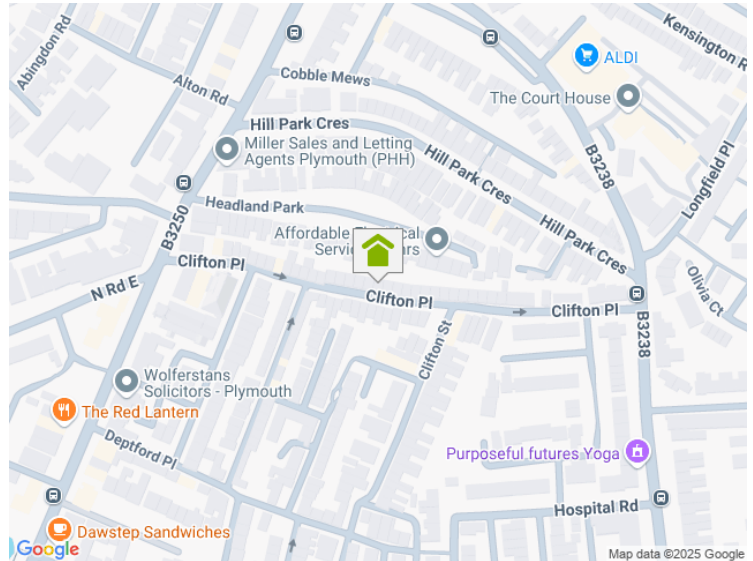 Abingdon Rd
Alton Rd
Cobble Mews
Kensington R
ALDI
The Court House
Hill Park Cres
Miller Sales and Letting
Agents Plymouth (PHH)
Hill Park Cres
B3238
Longfield Pl
Headland Park
Hill Park Cres
B3250
Affordable
Servic
Clifton Pl
N Rd E
Clifton Pl
Clifton Pl
Olivia Ct
Clifton St
B3238
Wolferstans
Solicitors - Plymouth
The Red Lantern
Deptford Pl
Purposeful futures Yoga
Hospital Rd
Dawstep Sandwiches
Google
Map data ©2025 Google